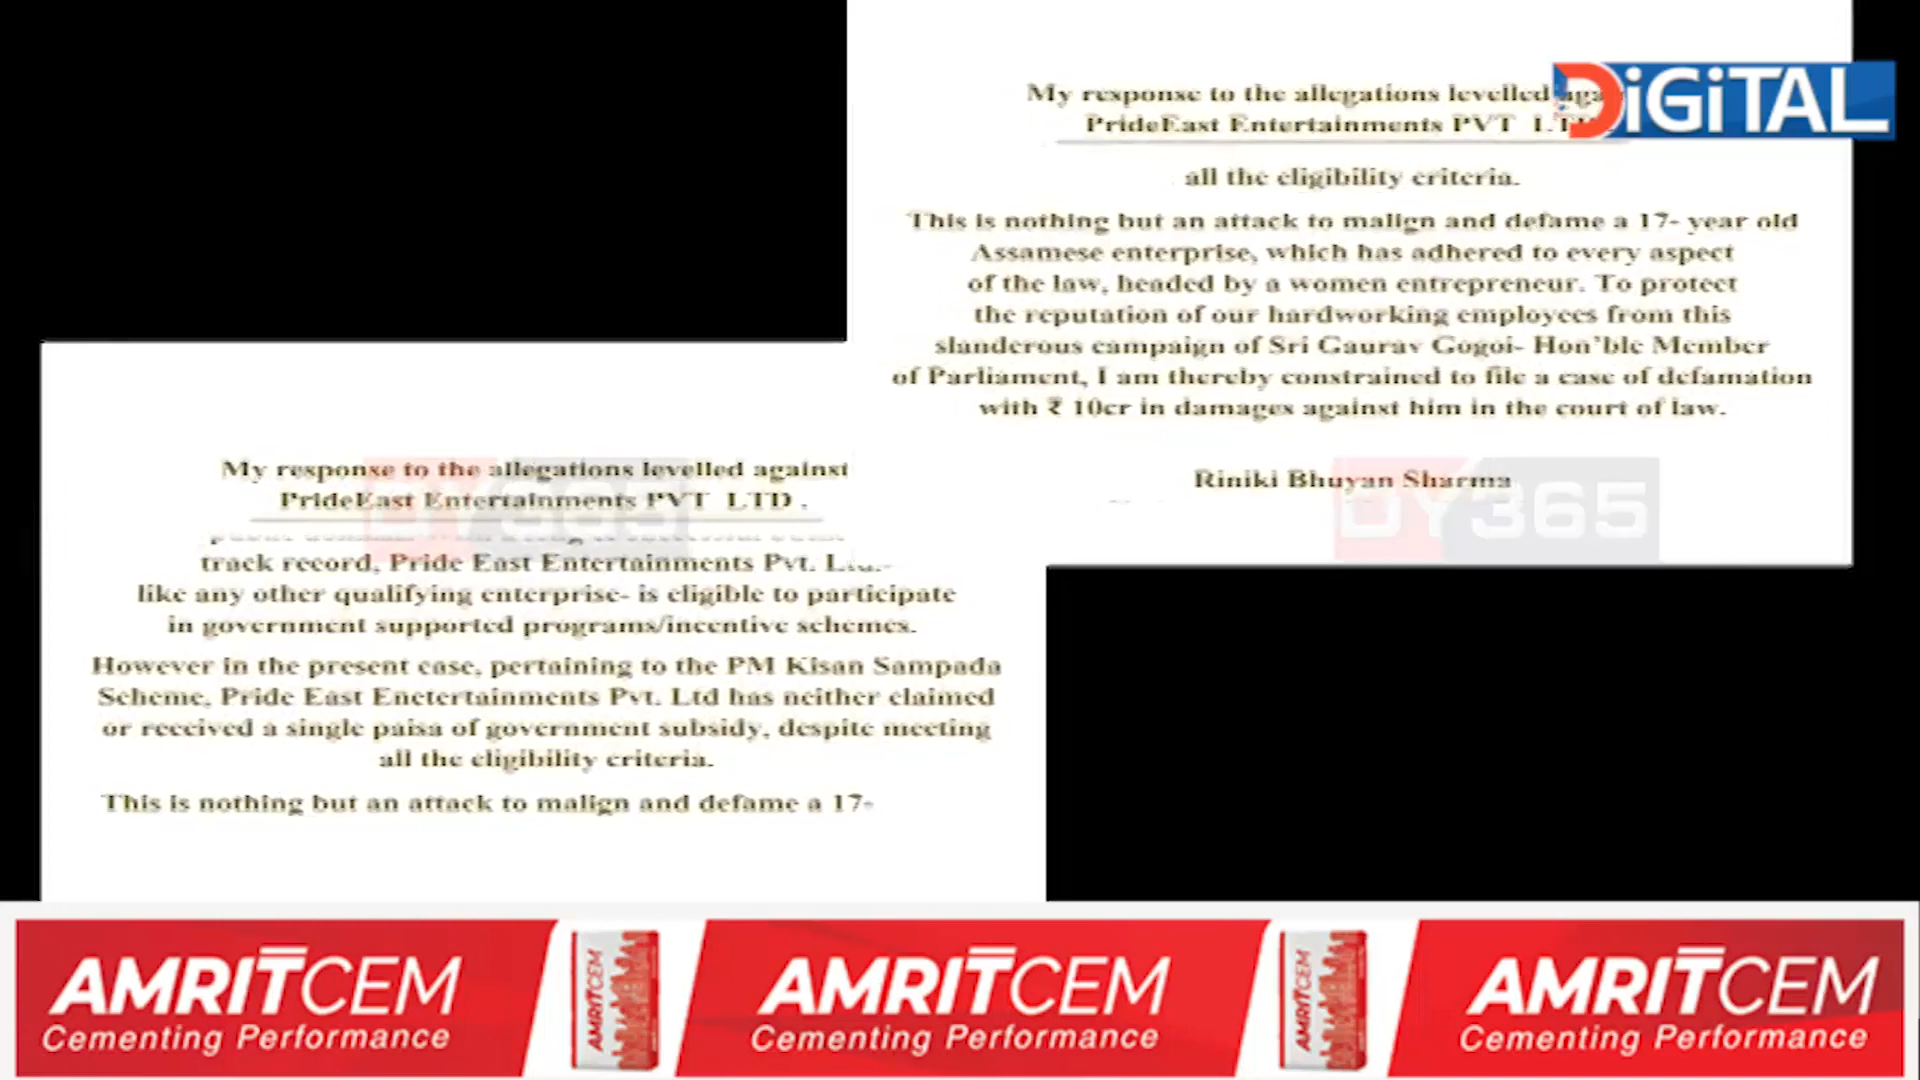 My response to the allegations levelled
PrideEast Entertainments PVT
all the eligibility criteria.
This is nothing but an attack to malign and defame a 17- year old
Assamese enterprise, which has adhered to every aspect
of the law, headed by a women entrepreneur. To protect
the reputation of our hardworking employees from this
slanderous campaign of Sri Gaurav Gogoi- Hon'ble Member
of Parliament, I am thereby constrained to file a case of defamation
with ₹ 10cr in damages against him in the court of law.
Riniki Bhuyan Sharma
DiGiTAL
DY365
My response to the allegations levelled against
PrideEast Entertainments PVT LTD .
track record, Pride East Entertainments Pvt.
like any other qualifying enterprise- is eligible to participate
in government supported programs/incentive schemes.
However in the present case, pertaining to the PM Kisan Sampada
Scheme, Pride East Enetertainments Pvt. Ltd has neither claimed
or received a single paisa of government subsidy, despite meeting
all the eligibility criteria.
This is nothing but an attack to malign and defame a 17-
DY365
AMRITCEM
Cementing Performance
AMRITCEM
AMRITCEM
Cementing Performance
AMRITCEM
AMRITCEM
Cementing Performance